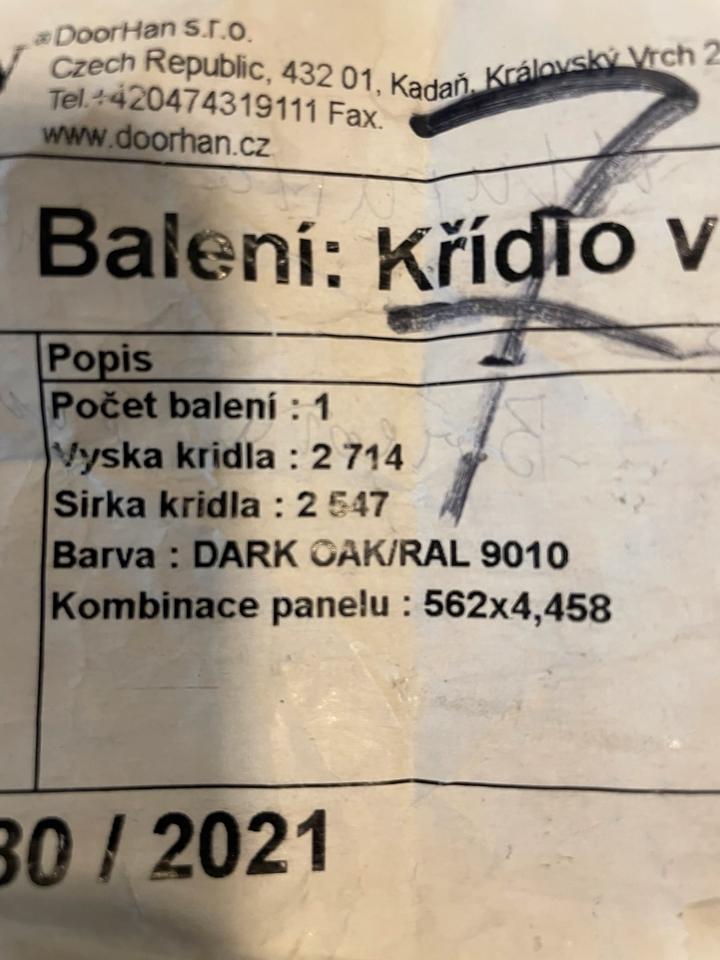 DoorHan s.r.o.
Czech Republic, 432 01, Kadaň, Královský Vrch 2
Tel.+420474319111 Fax.
www.doorhan.cz
7
Balení: Křídlo v
Popis
Počet balení : 1
Vyska kridla : 2 714
Sirka kridla : 2 547
Barva : DARK OAK/RAL 9010
Kombinace panelu : 562x4,458
30 / 2021